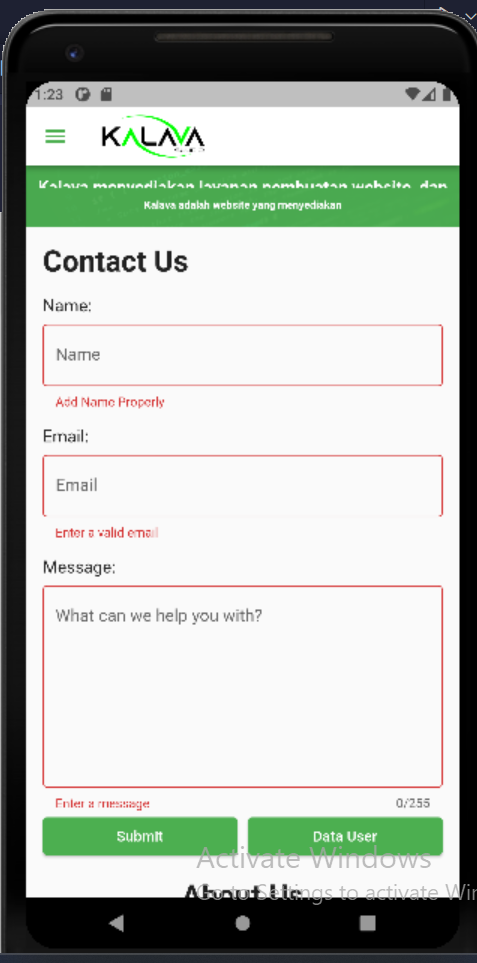 1:23
KALAVA
Kalava menyediakan layanan pembuatan website, dan
Kalava adalah website yang menyediakan
Contact Us
Name:
Name
Add Name Properly
Email:
Email
Enter a valid email
Message:
What can we help you with?
Enter a message
0/255
Submit
Data User
Activate Windows
About Us
Go to Settings to activate Win